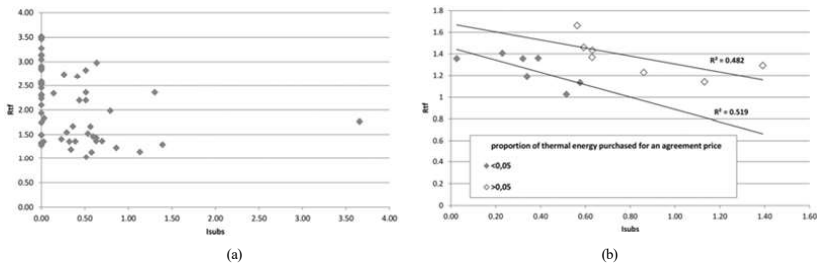 4.00
3.50
3.00
2.50
2.00
1.50
1.00
0.50
0.00
Rtf
0.00 0.50 1.00 1.50 2.00 2.50 3.00 3.50 4.00
Isubs
(a)
1.8
1.6
1.4
1.2
1
0.8
0.6
0.4
0.2
0
Rtf
R² = 0.482
R² = 0.519
proportion of thermal energy purchased for an agreement price
<0,05
>0,05
0.00 0.20 0.40 0.60 0.80 1.00 1.20 1.40 1.60
Isubs
(b)